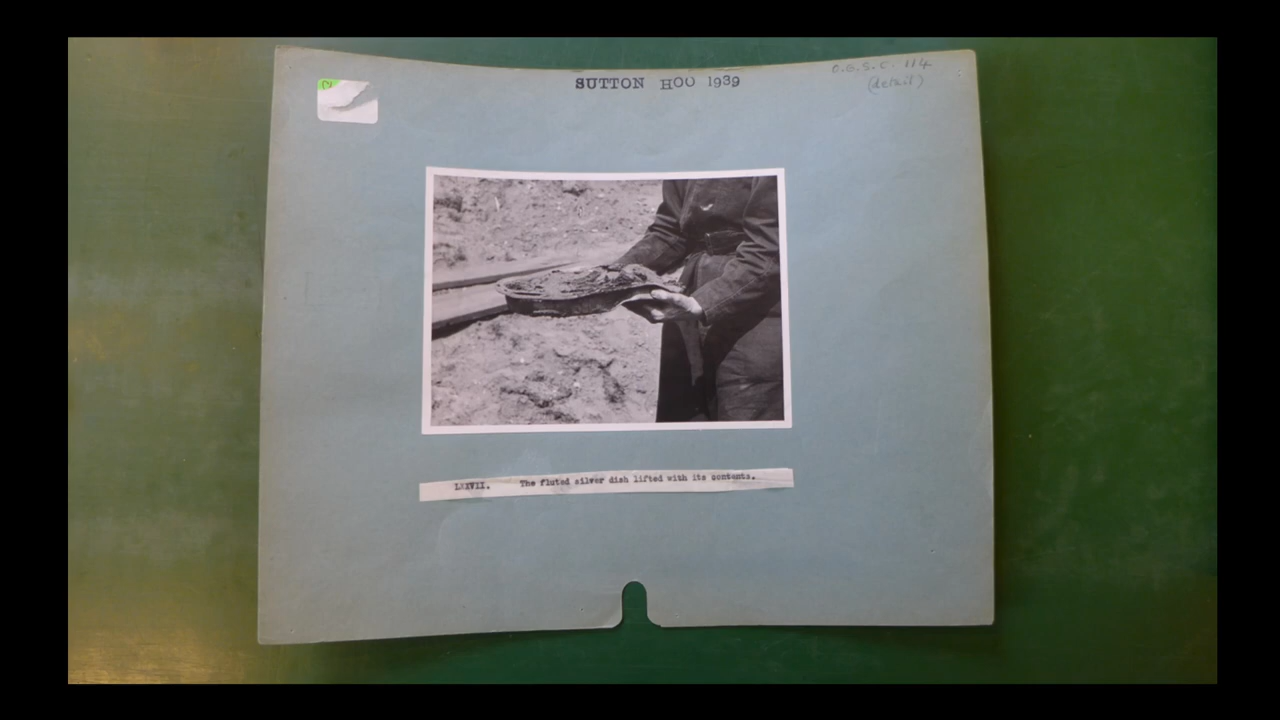 SUTTON HOO 1939
O.G.S.C. 114
(detail)
LXXVII. The fluted silver dish lifted with its contents.